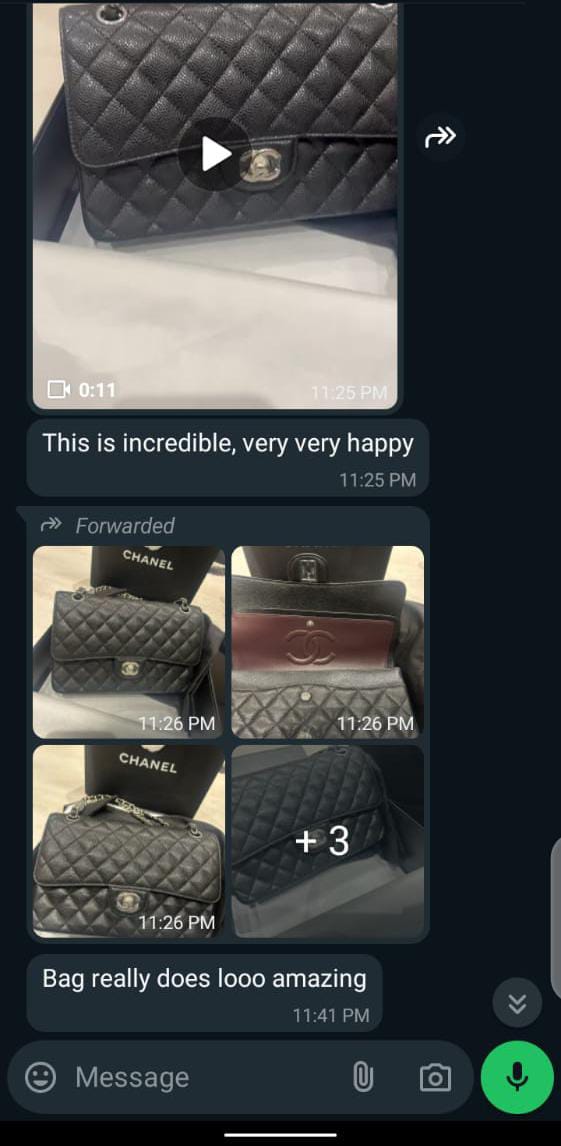 0:11
11:25 PM
This is incredible, very very happy
11:25 PM
Forwarded
CHANEL
11:26 PM
11:26 PM
CHANEL
11:26 PM
+ 3
Bag really does looo amazing
11:41 PM
Message